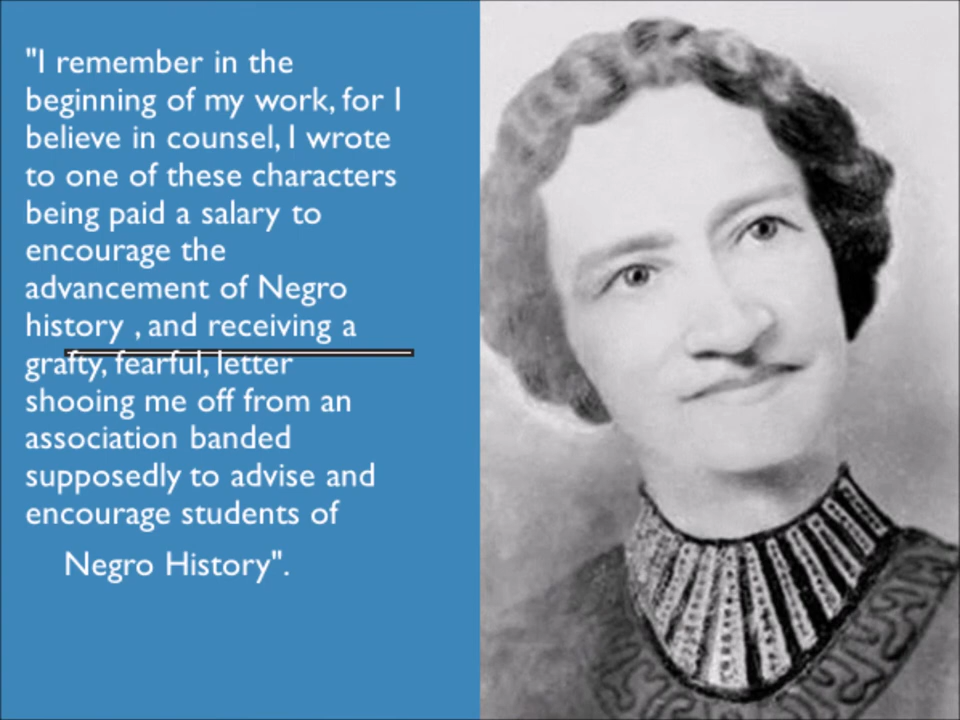 "I remember in the
beginning of my work, for I
believe in counsel, I wrote
to one of these characters
being paid a salary to
encourage the
advancement of Negro
history , and receiving a
grafty, fearful, letter
shooing me off from an
association banded
supposedly to advise and
encourage students of
Negro History".